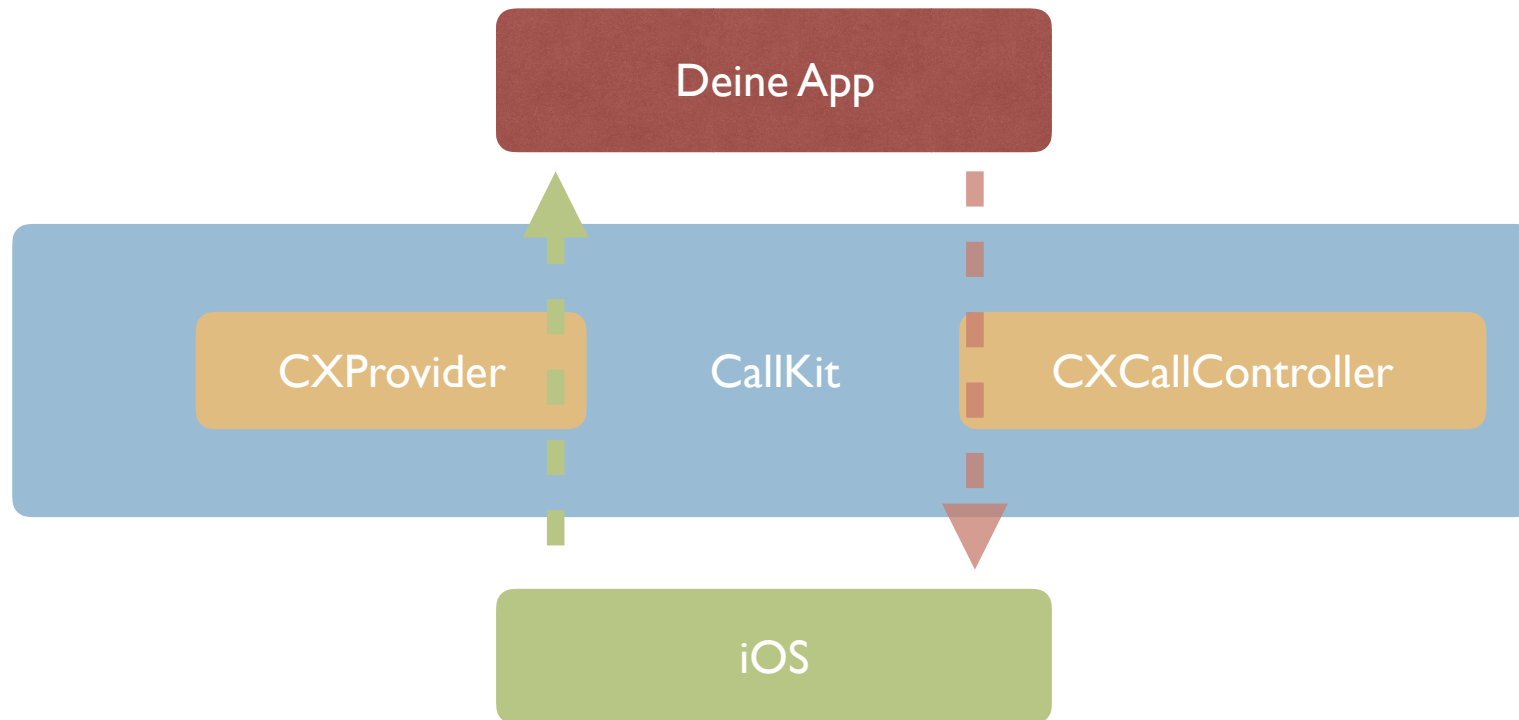 Deine App
CXProvider
CallKit
CXCallController
iOS